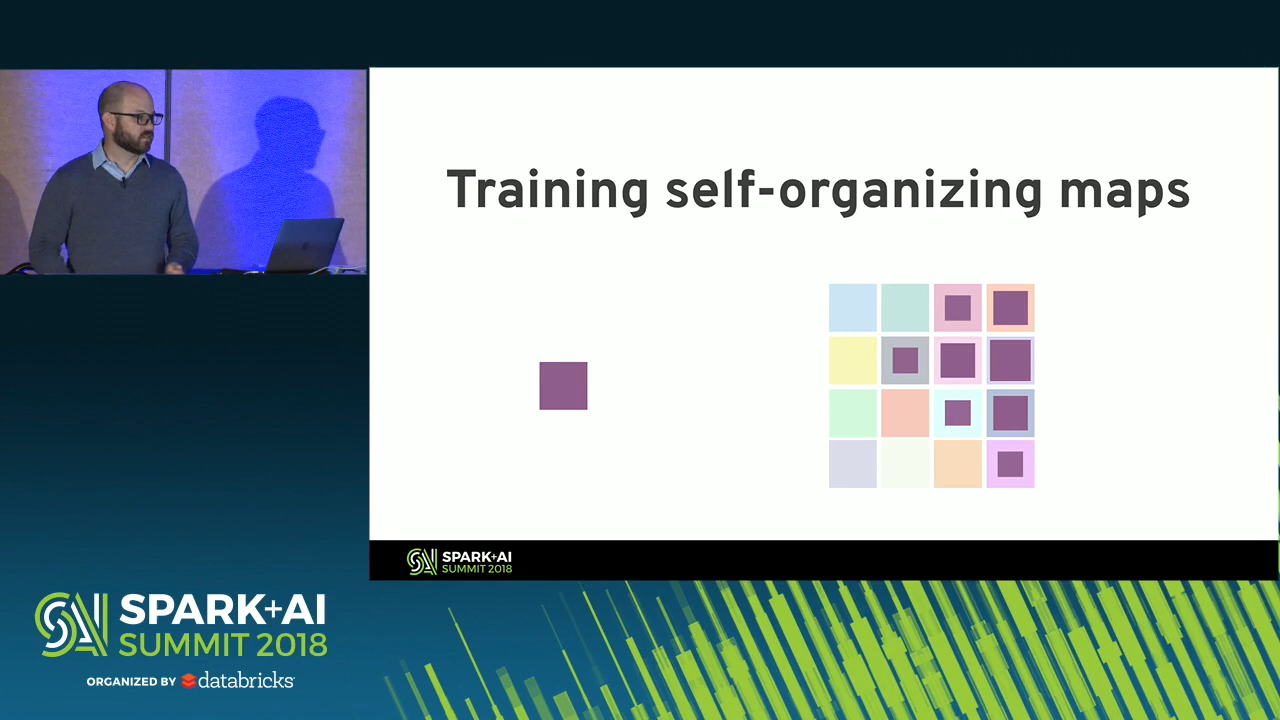 Training self-organizing maps
SPARK+AI
SUMMIT 2018
SPARK+AI
SUMMIT 2018
ORGANIZED BY databricks